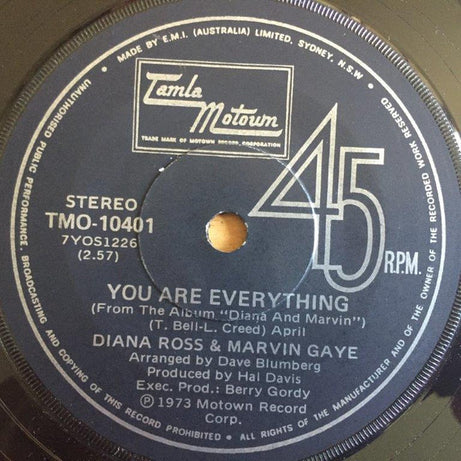 MADE BY E.M.I. (AUSTRALIA) LIMITED, SYDNEY, N.S.W.
Tamla
Motown
TRADE MARK OF MOTOWN RECORD CORPORATION
45
R.P.M.
STEREO
TMO-10401
7YOS1226
(2.57)
YOU ARE EVERYTHING
(From The Album "Diana And Marvin")
(T. Bell-L. Creed) April
DIANA ROSS & MARVIN GAYE
Arranged by Dave Blumberg
Produced by Hal Davis
Exec. Prod.: Berry Gordy
Ⓟ 1973 Motown Record
Corp.
UNAUTHORISED PUBLIC PERFORMANCE, BROADCASTING AND COPYING OF THIS RECORD PROHIBITED • ALL RIGHTS OF THE MANUFACTURER AND OF THE OWNER OF THE RECORDED WORK RESERVED